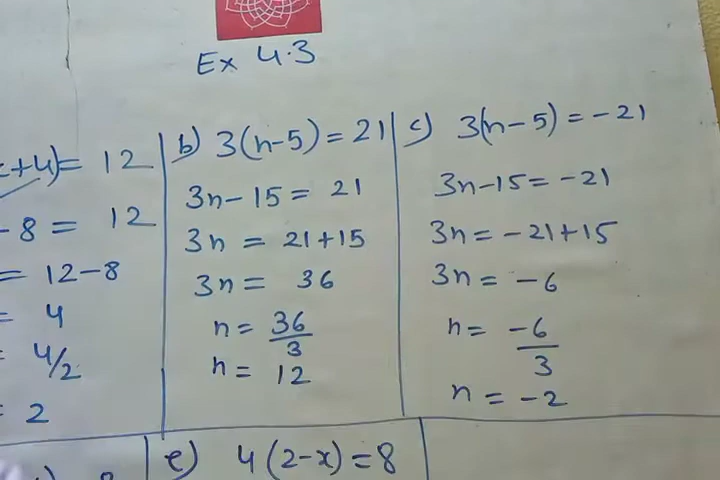 Ex 4.3
+4) = 12
-8 = 12
= 12-8
= 4
= 4/2
= 2
b) 3(n-5) = 21
3n-15 = 21
3n = 21+15
3n = 36
n = 36/3
n = 12
c) 3(n-5) = -21
3n-15 = -21
3n = -21+15
3n = -6
n = -6/3
n = -2
e) 4(2-x) = 8